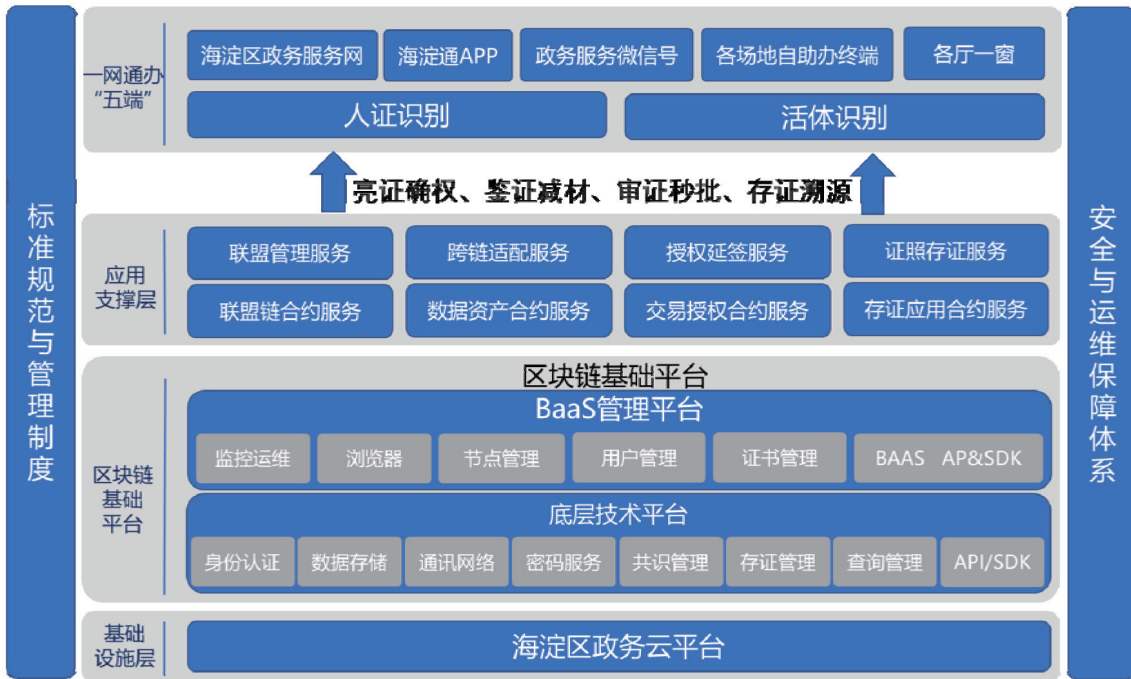 标准规范与管理制度
一网通办
“五端”
海淀区政务服务网
海淀通APP
政务服务微信号
各场地自助办终端
各厅一窗
人证识别
活体识别
亮证确权、鉴证减材、审证秒批、存证溯源
应用
支撑层
联盟管理服务
跨链适配服务
授权延签服务
证照存证服务
联盟链合约服务
数据资产合约服务
交易授权合约服务
存证应用合约服务
区块链
基础
平台
区块链基础平台
BaaS管理平台
监控运维
浏览器
节点管理
用户管理
证书管理
BAAS AP&SDK
底层技术平台
身份认证
数据存储
通讯网络
密码服务
共识管理
存证管理
查询管理
API/SDK
基础
设施层
海淀区政务云平台
安全与运维保障体系